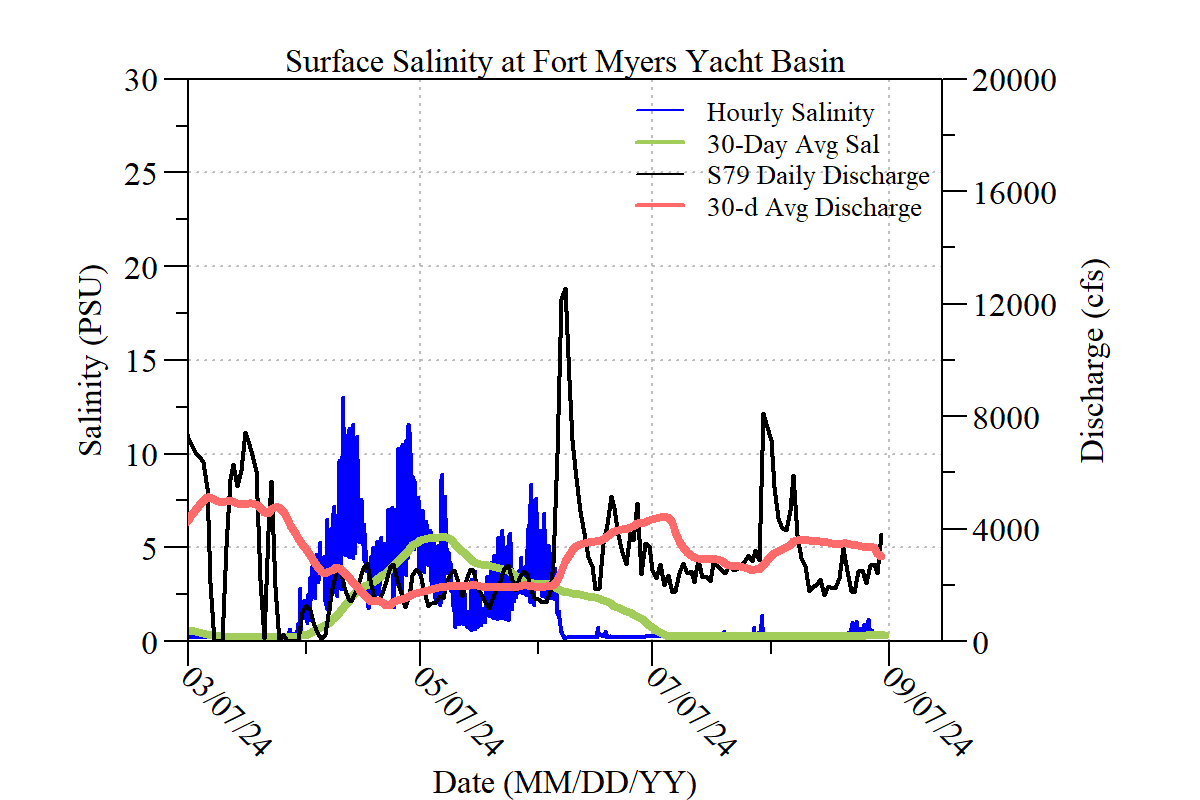 Surface Salinity at Fort Myers Yacht Basin
30
25
20
15
10
5
0
Salinity (PSU)
Hourly Salinity
30-Day Avg Sal
S79 Daily Discharge
30-d Avg Discharge
20000
16000
12000
8000
4000
0
Discharge (cfs)
03/07/24
05/07/24
07/07/24
09/07/24
Date (MM/DD/YY)